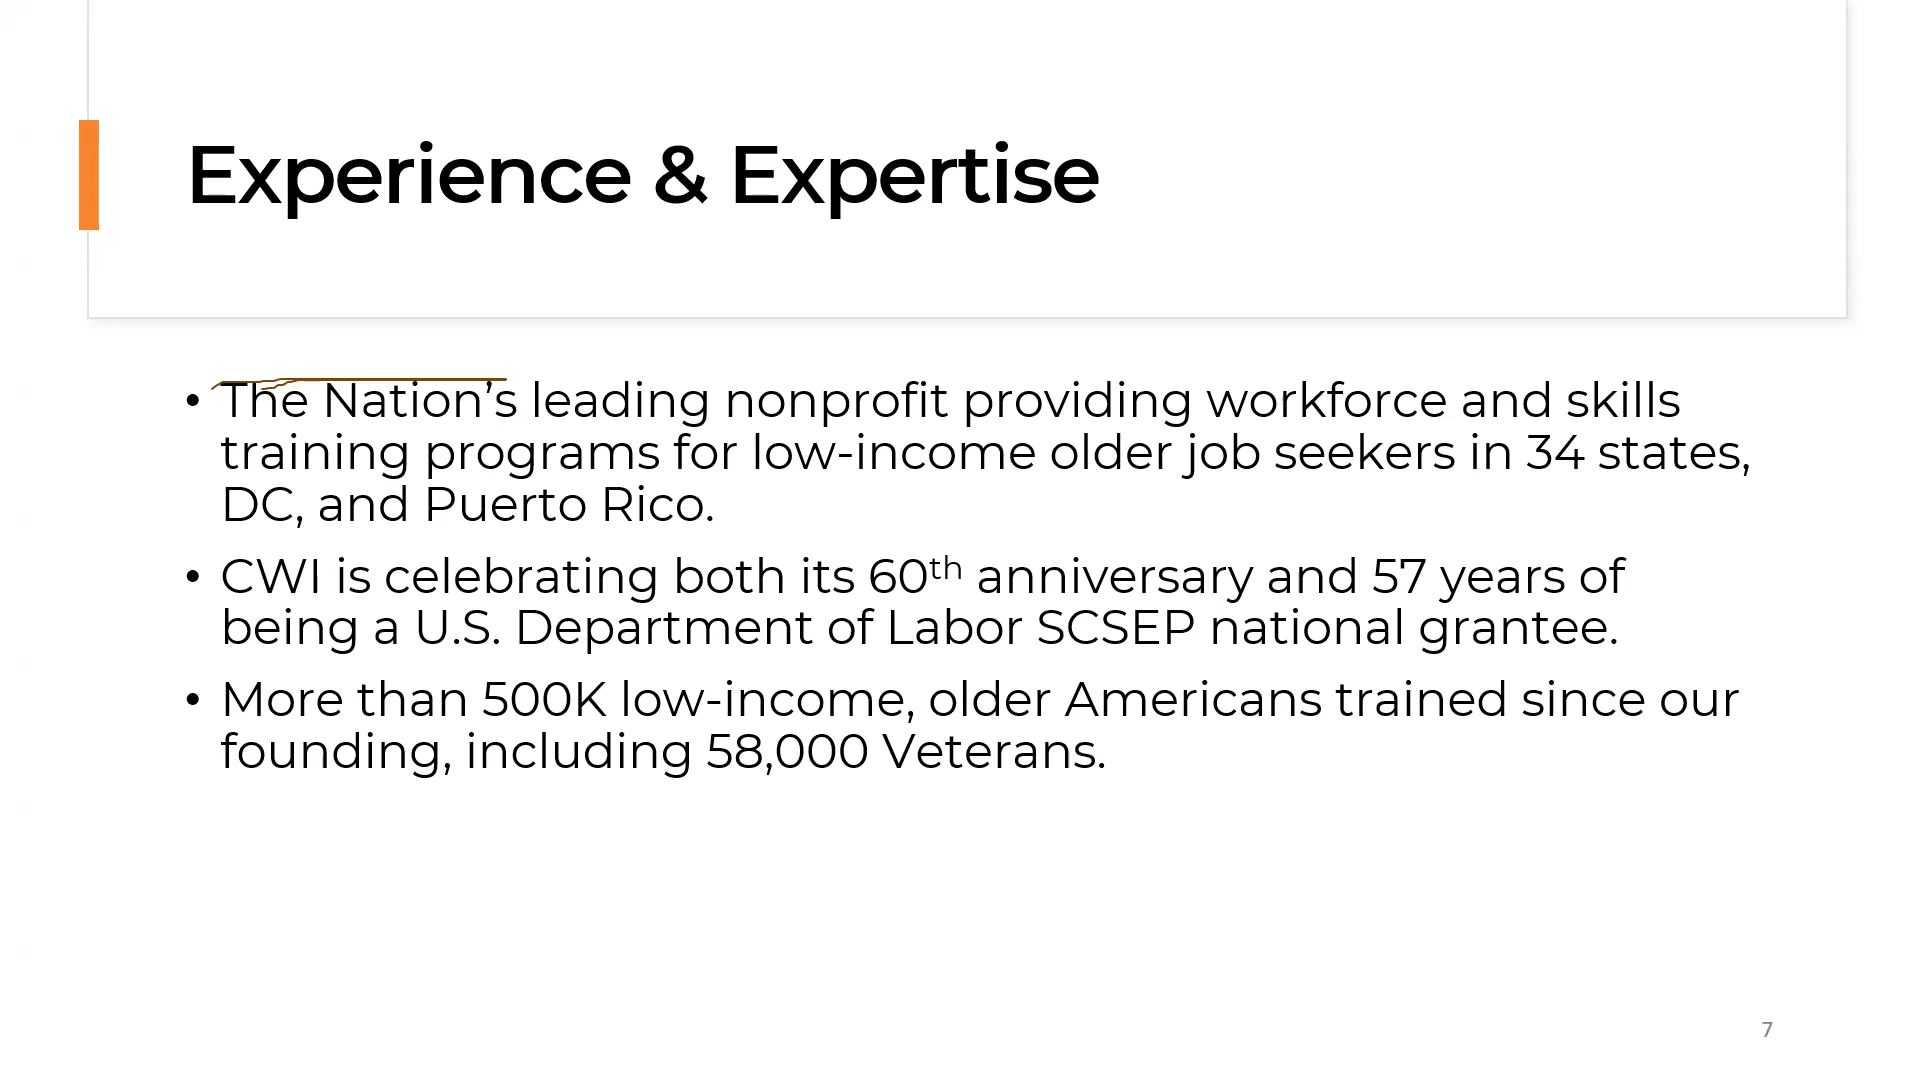 Experience & Expertise
• The Nation’s leading nonprofit providing workforce and skills
training programs for low-income older job seekers in 34 states,
DC, and Puerto Rico.
• CWI is celebrating both its 60th anniversary and 57 years of
being a U.S. Department of Labor SCSEP national grantee.
• More than 500K low-income, older Americans trained since our
founding, including 58,000 Veterans.
7